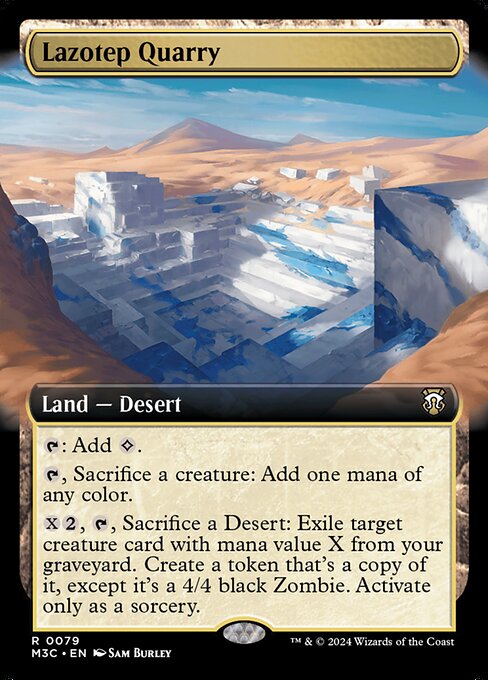 Lazotep Quarry
Land — Desert
: Add .
, Sacrifice a creature: Add one mana of
any color.
X 2, , Sacrifice a Desert: Exile target
creature card with mana value X from your
graveyard. Create a token that's a copy of
it, except it's a 4/4 black Zombie. Activate
only as a sorcery.
R 0079
M3C • EN SAM BURLEY
™ & © 2024 Wizards of the Coast